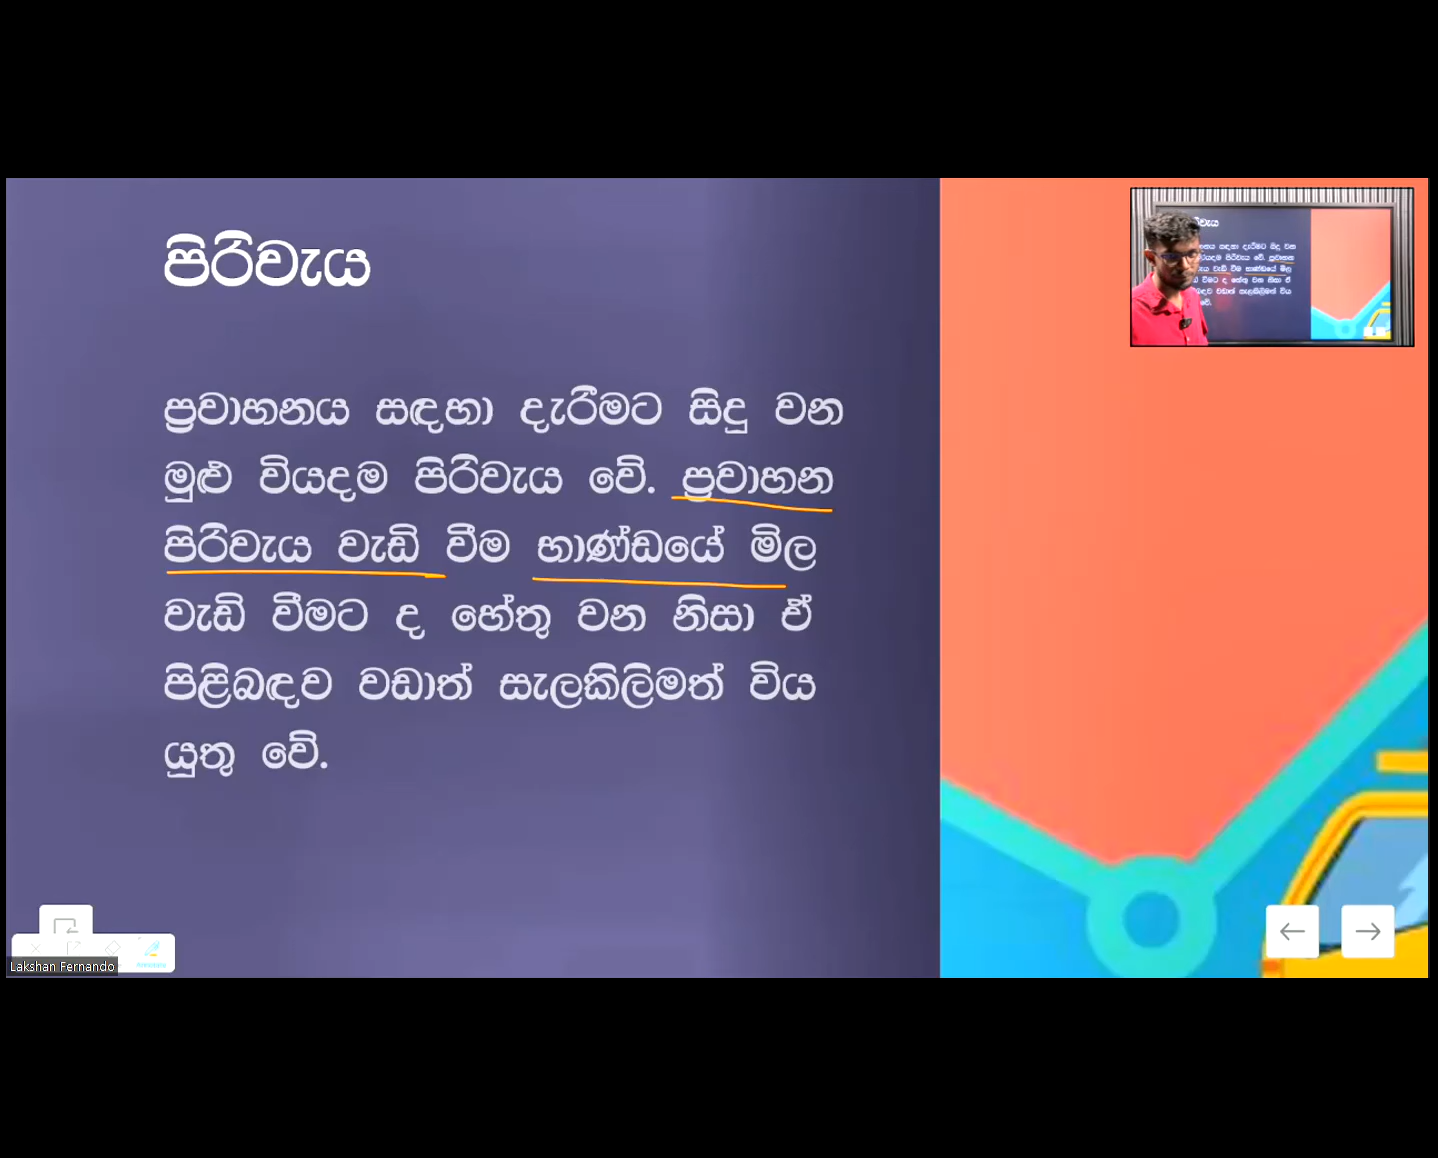 පිරිවැය
ප්‍රවාහනය සඳහා දැරීමට සිදු වන
මුළු වියදම පිරිවැය වේ. ප්‍රවාහන
පිරිවැය වැඩි වීම භාණ්ඩයේ මිල
වැඩි වීමට ද හේතු වන නිසා ඒ
පිළිබඳව වඩාත් සැලකිලිමත් විය
යුතු වේ.
Lakshan Fernando